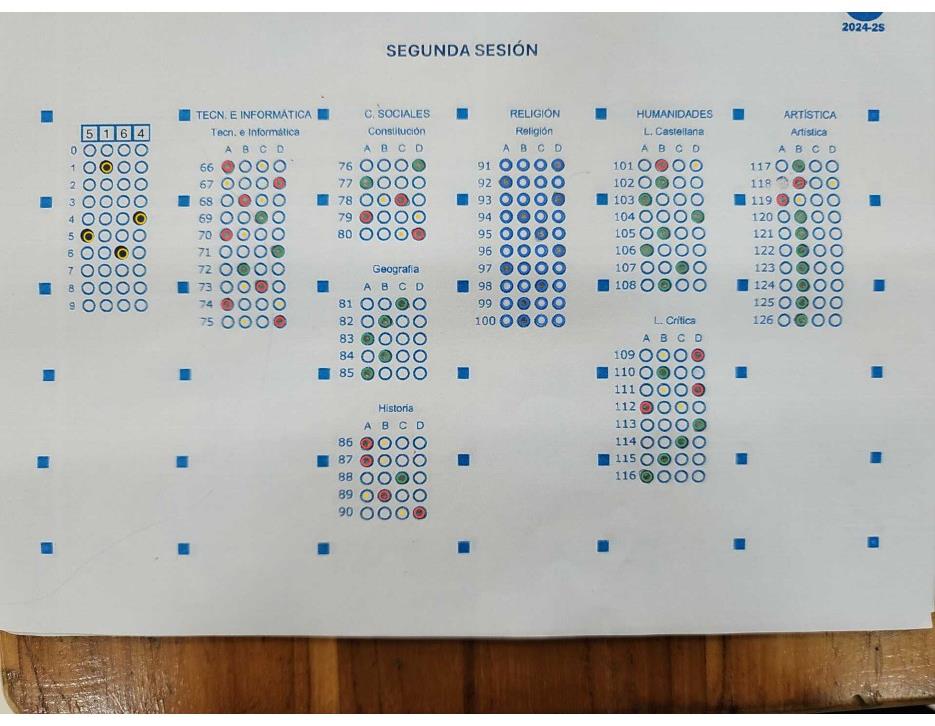 2024-2S
SEGUNDA SESIÓN
5 1 6 4
0
1
2
3
4
5
6
7
8
9
TECN. E INFORMÁTICA
Tecn. e Informática
A B C D
66
67
68
69
70
71
72
73
74
75
C. SOCIALES
Constitución
A B C D
76
77
78
79
80
Geografia
A B C D
81
82
83
84
85
Historia
A B C D
86
87
88
89
90
RELIGIÓN
Religión
A B C D
91
92
93
94
95
96
97
98
99
100
HUMANIDADES
L. Castellana
A B C D
101
102
103
104
105
106
107
108
L. Crítica
A B C D
109
110
111
112
113
114
115
116
ARTÍSTICA
Artística
A B C D
117
118
119
120
121
122
123
124
125
126